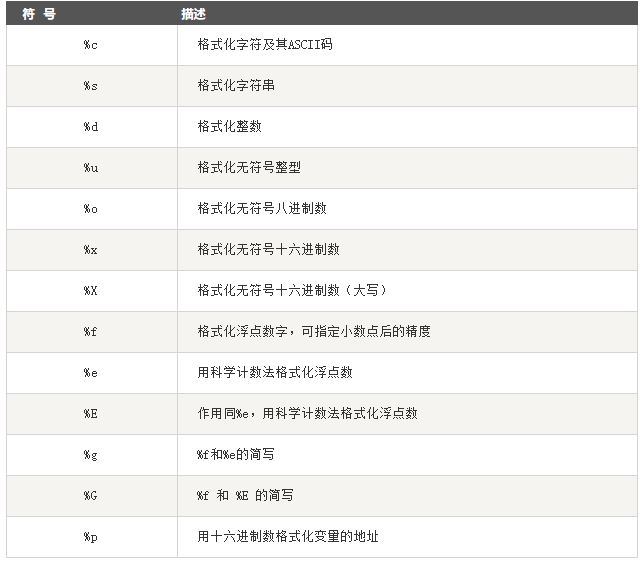 符 号 描述
%c 格式化字符及其ASCII码
%s 格式化字符串
%d 格式化整数
%u 格式化无符号整型
%o 格式化无符号八进制数
%x 格式化无符号十六进制数
%X 格式化无符号十六进制数（大写）
%f 格式化浮点数字，可指定小数点后的精度
%e 用科学计数法格式化浮点数
%E 作用同%e，用科学计数法格式化浮点数
%g %f和%e的简写
%G %f 和 %E 的简写
%p 用十六进制数格式化变量的地址